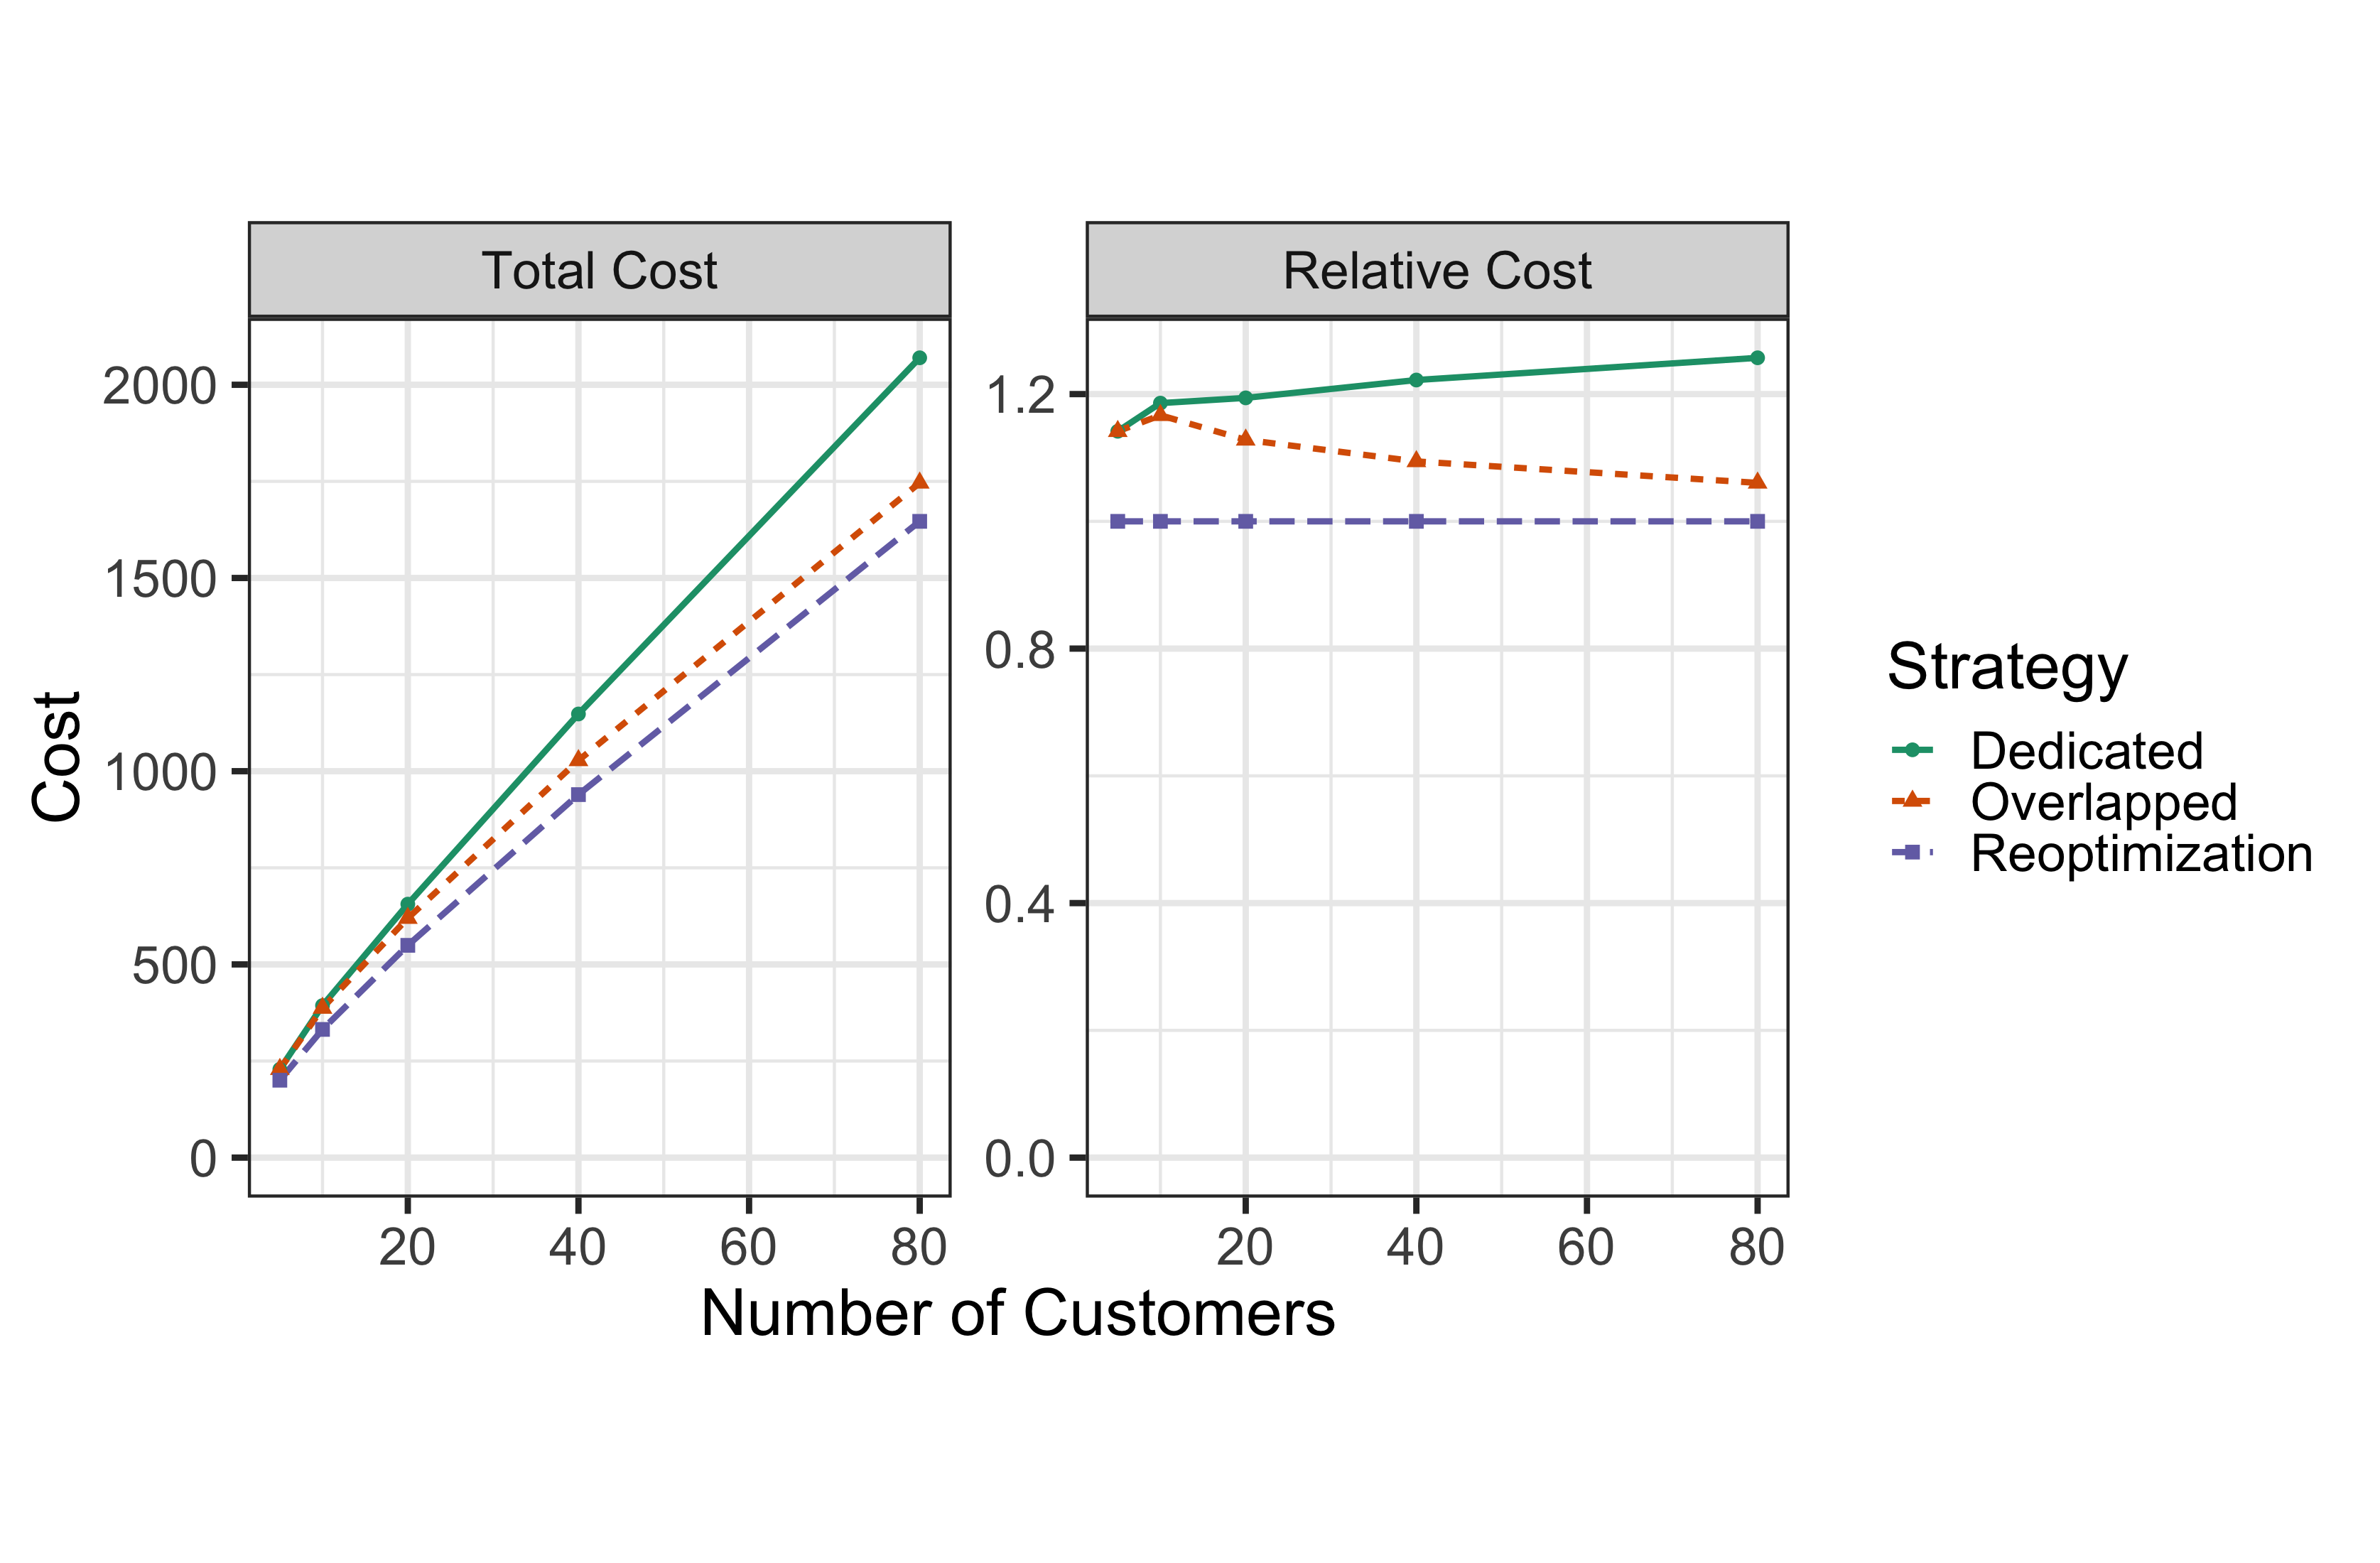 Total Cost
Relative Cost
Cost
2000
1500
1000
500
0
1.2
0.8
0.4
0.0
20 40 60 80
20 40 60 80
Number of Customers
Strategy
Dedicated
Overlapped
Reoptimization